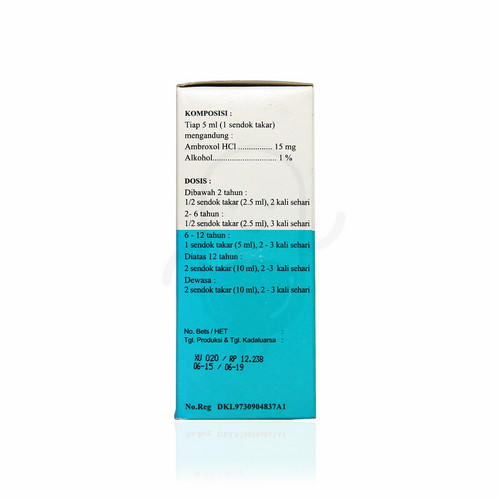 KOMPOSISI :
Tiap 5 ml (1 sendok takar)
mengandung :
Ambroxol HCl ................ 15 mg
Alkohol.............................. 1 %
DOSIS :
Dibawah 2 tahun :
1/2 sendok takar (2.5 ml), 2 kali sehari
2- 6 tahun :
1/2 sendok takar (2.5 ml), 3 kali sehari
6 - 12 tahun :
1 sendok takar (5 ml), 2 - 3 kali sehari
Diatas 12 tahun :
2 sendok takar (10 ml), 2 -3 kali sehari
Dewasa :
2 sendok takar (10 ml), 2 - 3 kali sehari
No. Bets / HET :
Tgl. Produksi & Tgl. Kadaluarsa :
XU 020 / RP 12.238
06-15 / 06-19
No.Reg DKL9730904837A1